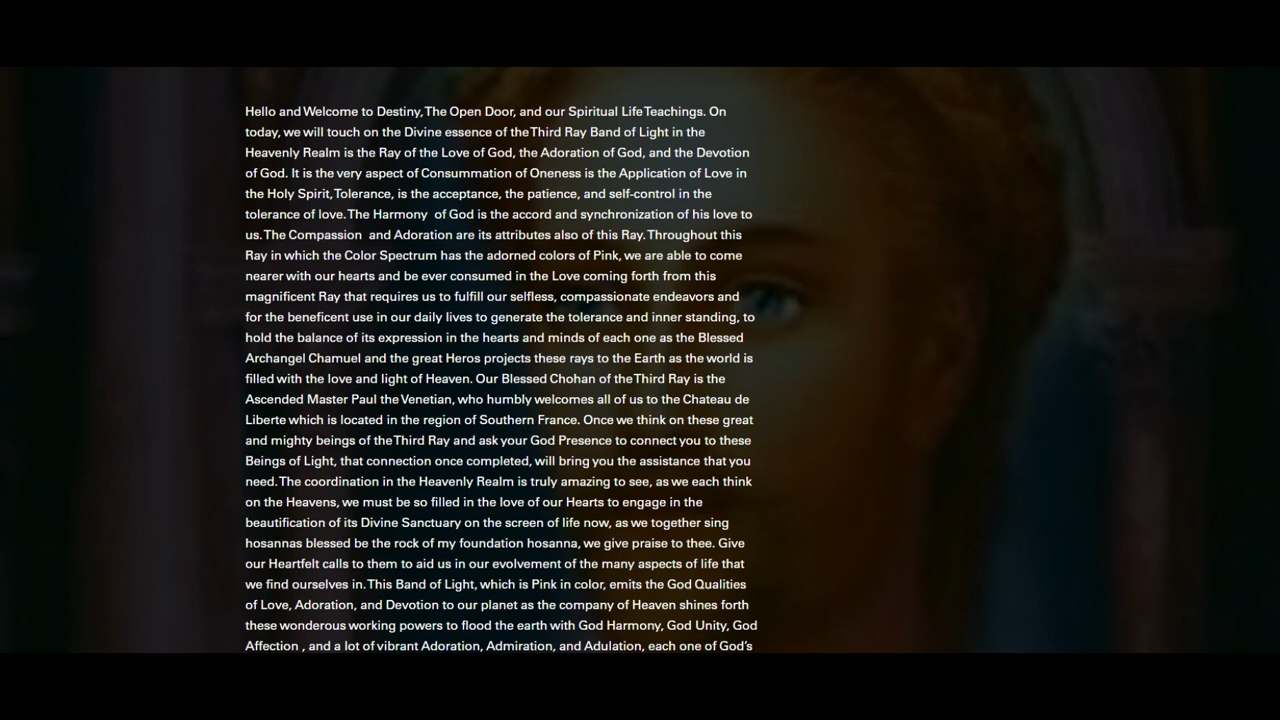 Hello and Welcome to Destiny, The Open Door, and our Spiritual Life Teachings. On
today, we will touch on the Divine essence of the Third Ray Band of Light in the
Heavenly Realm is the Ray of the Love of God, the Adoration of God, and the Devotion
of God. It is the very aspect of Consummation of Oneness is the Application of Love in
the Holy Spirit, Tolerance, is the acceptance, the patience, and self-control in the
tolerance of love. The Harmony  of God is the accord and synchronization of his love to
us. The Compassion  and Adoration are its attributes also of this Ray. Throughout this
Ray in which the Color Spectrum has the adorned colors of Pink, we are able to come
nearer with our hearts and be ever consumed in the Love coming forth from this
magnificent Ray that requires us to fulfill our selfless, compassionate endeavors and
for the beneficent use in our daily lives to generate the tolerance and inner standing, to
hold the balance of its expression in the hearts and minds of each one as the Blessed
Archangel Chamuel and the great Heros projects these rays to the Earth as the world is
filled with the love and light of Heaven. Our Blessed Chohan of the Third Ray is the
Ascended Master Paul the Venetian, who humbly welcomes all of us to the Chateau de
Liberte which is located in the region of Southern France. Once we think on these great
and mighty beings of the Third Ray and ask your God Presence to connect you to these
Beings of Light, that connection once completed, will bring you the assistance that you
need. The coordination in the Heavenly Realm is truly amazing to see, as we each think
on the Heavens, we must be so filled in the love of our Hearts to engage in the
beautification of its Divine Sanctuary on the screen of life now, as we together sing
hosannas blessed be the rock of my foundation hosanna, we give praise to thee. Give
our Heartfelt calls to them to aid us in our evolvement of the many aspects of life that
we find ourselves in. This Band of Light, which is Pink in color, emits the God Qualities
of Love, Adoration, and Devotion to our planet as the company of Heaven shines forth
these wonderous working powers to flood the earth with God Harmony, God Unity, God
Affection , and a lot of vibrant Adoration, Admiration, and Adulation, each one of God’s